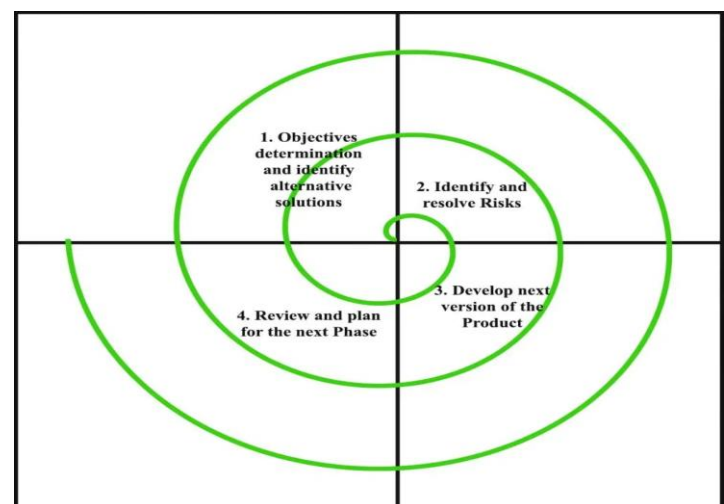 1. Objectives
determination
and identify
alternative
solutions
2. Identify and
resolve Risks
3. Develop next
version of the
Product
4. Review and plan
for the next Phase